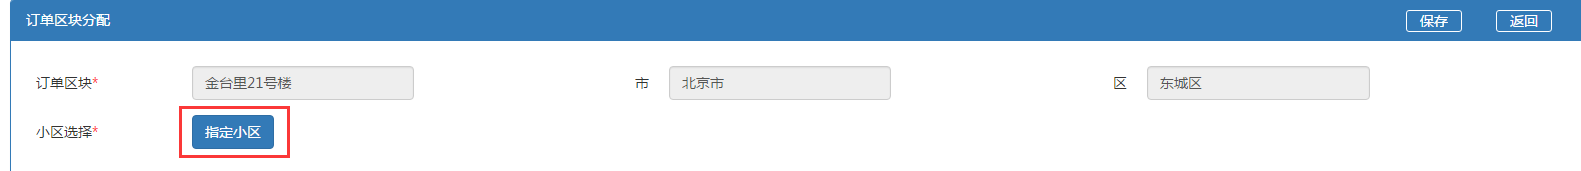 订单区块分配 保存 返回
订单区块* 金台里21号楼 市 北京市 区 东城区
小区选择* 指定小区